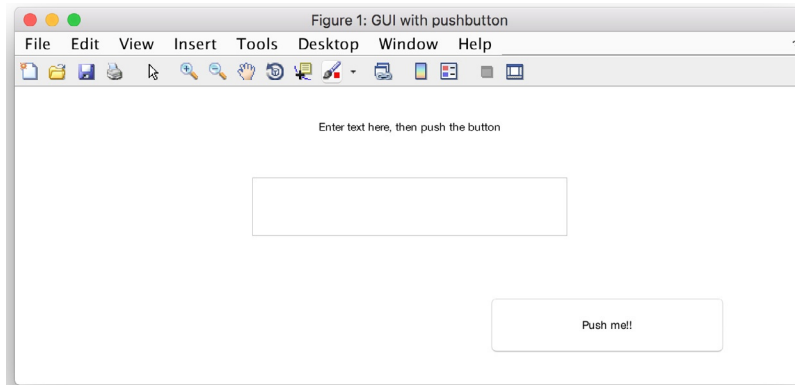 Figure 1: GUI with pushbutton
File Edit View Insert Tools Desktop Window Help
Enter text here, then push the button
Push me!!